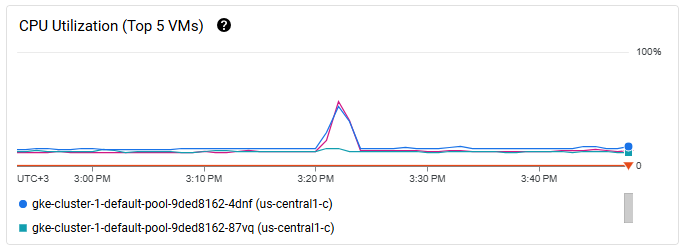 CPU Utilization (Top 5 VMs) ?
100%
0
UTC+3 3:00 PM 3:10 PM 3:20 PM 3:30 PM 3:40 PM
gke-cluster-1-default-pool-9ded8162-4dnf (us-central1-c)
gke-cluster-1-default-pool-9ded8162-87vq (us-central1-c)